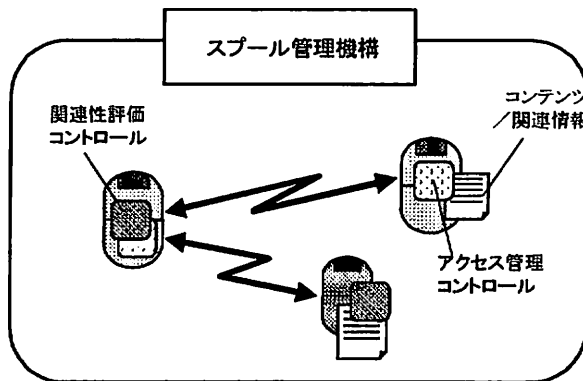 スプール管理機構
関連性評価
コントロール
コンテンツ
／関連情報
アクセス管理
コントロール